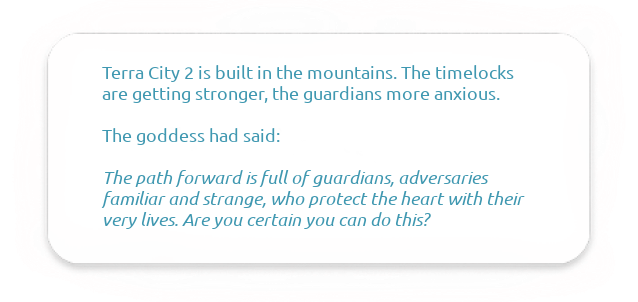 Terra City 2 is built in the mountains. The timelocks
are getting stronger, the guardians more anxious.
The goddess had said:
The path forward is full of guardians, adversaries
familiar and strange, who protect the heart with their
very lives. Are you certain you can do this?